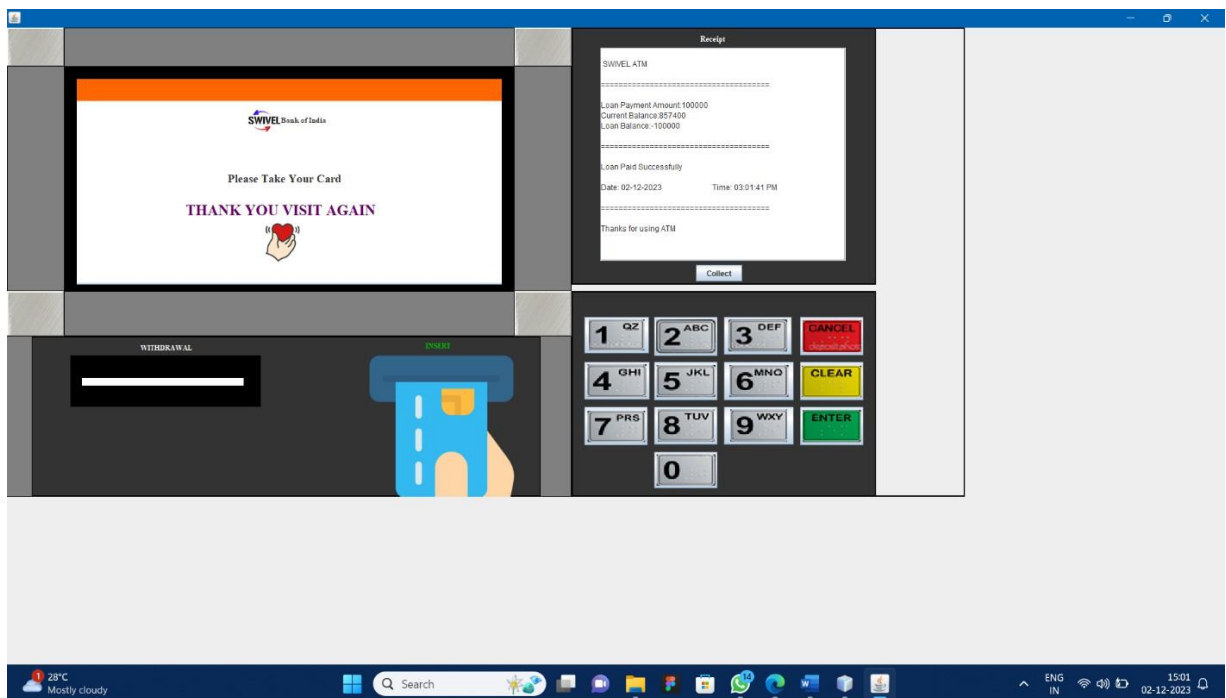 SWIVEL Bank of India
Please Take Your Card
THANK YOU VISIT AGAIN
Receipt
SWIVEL ATM
=======================================
Loan Payment Amount:100000
Current Balance:857400
Loan Balance:-100000
=======================================
Loan Paid Successfully
Date: 02-12-2023 Time: 03:01:41 PM
=======================================
Thanks for using ATM
Collect
WITHDRAWAL
INSERT
1 QZ 2 ABC 3 DEF CANCEL
depositphotos
4 GHI 5 JKL 6 MNO CLEAR
7 PRS 8 TUV 9 WXY ENTER
0
1
28°C
Mostly cloudy
Search
14
ENG
IN
15:01
02-12-2023